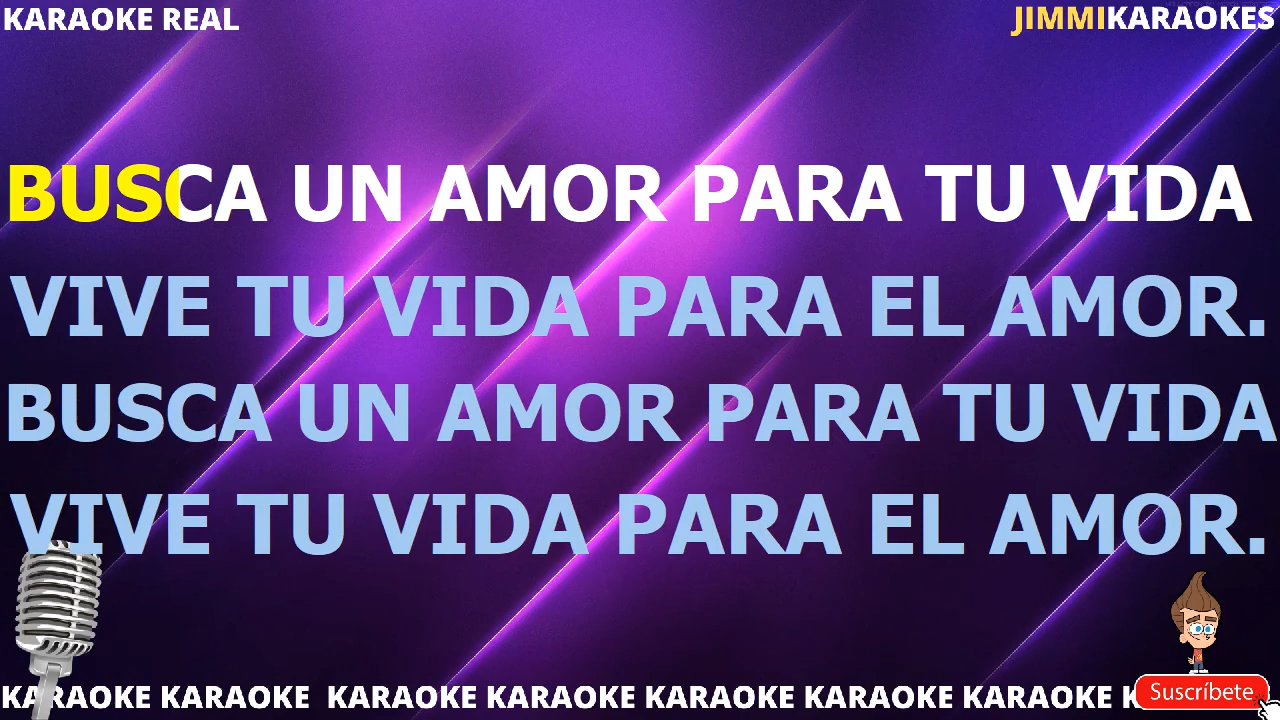 KARAOKE REAL
JIMMIKARAOKES
BUSCA UN AMOR PARA TU VIDA
VIVE TU VIDA PARA EL AMOR.
BUSCA UN AMOR PARA TU VIDA
VIVE TU VIDA PARA EL AMOR.
KARAOKE KARAOKE KARAOKE KARAOKE KARAOKE KARAOKE KARAOKE
Suscríbete